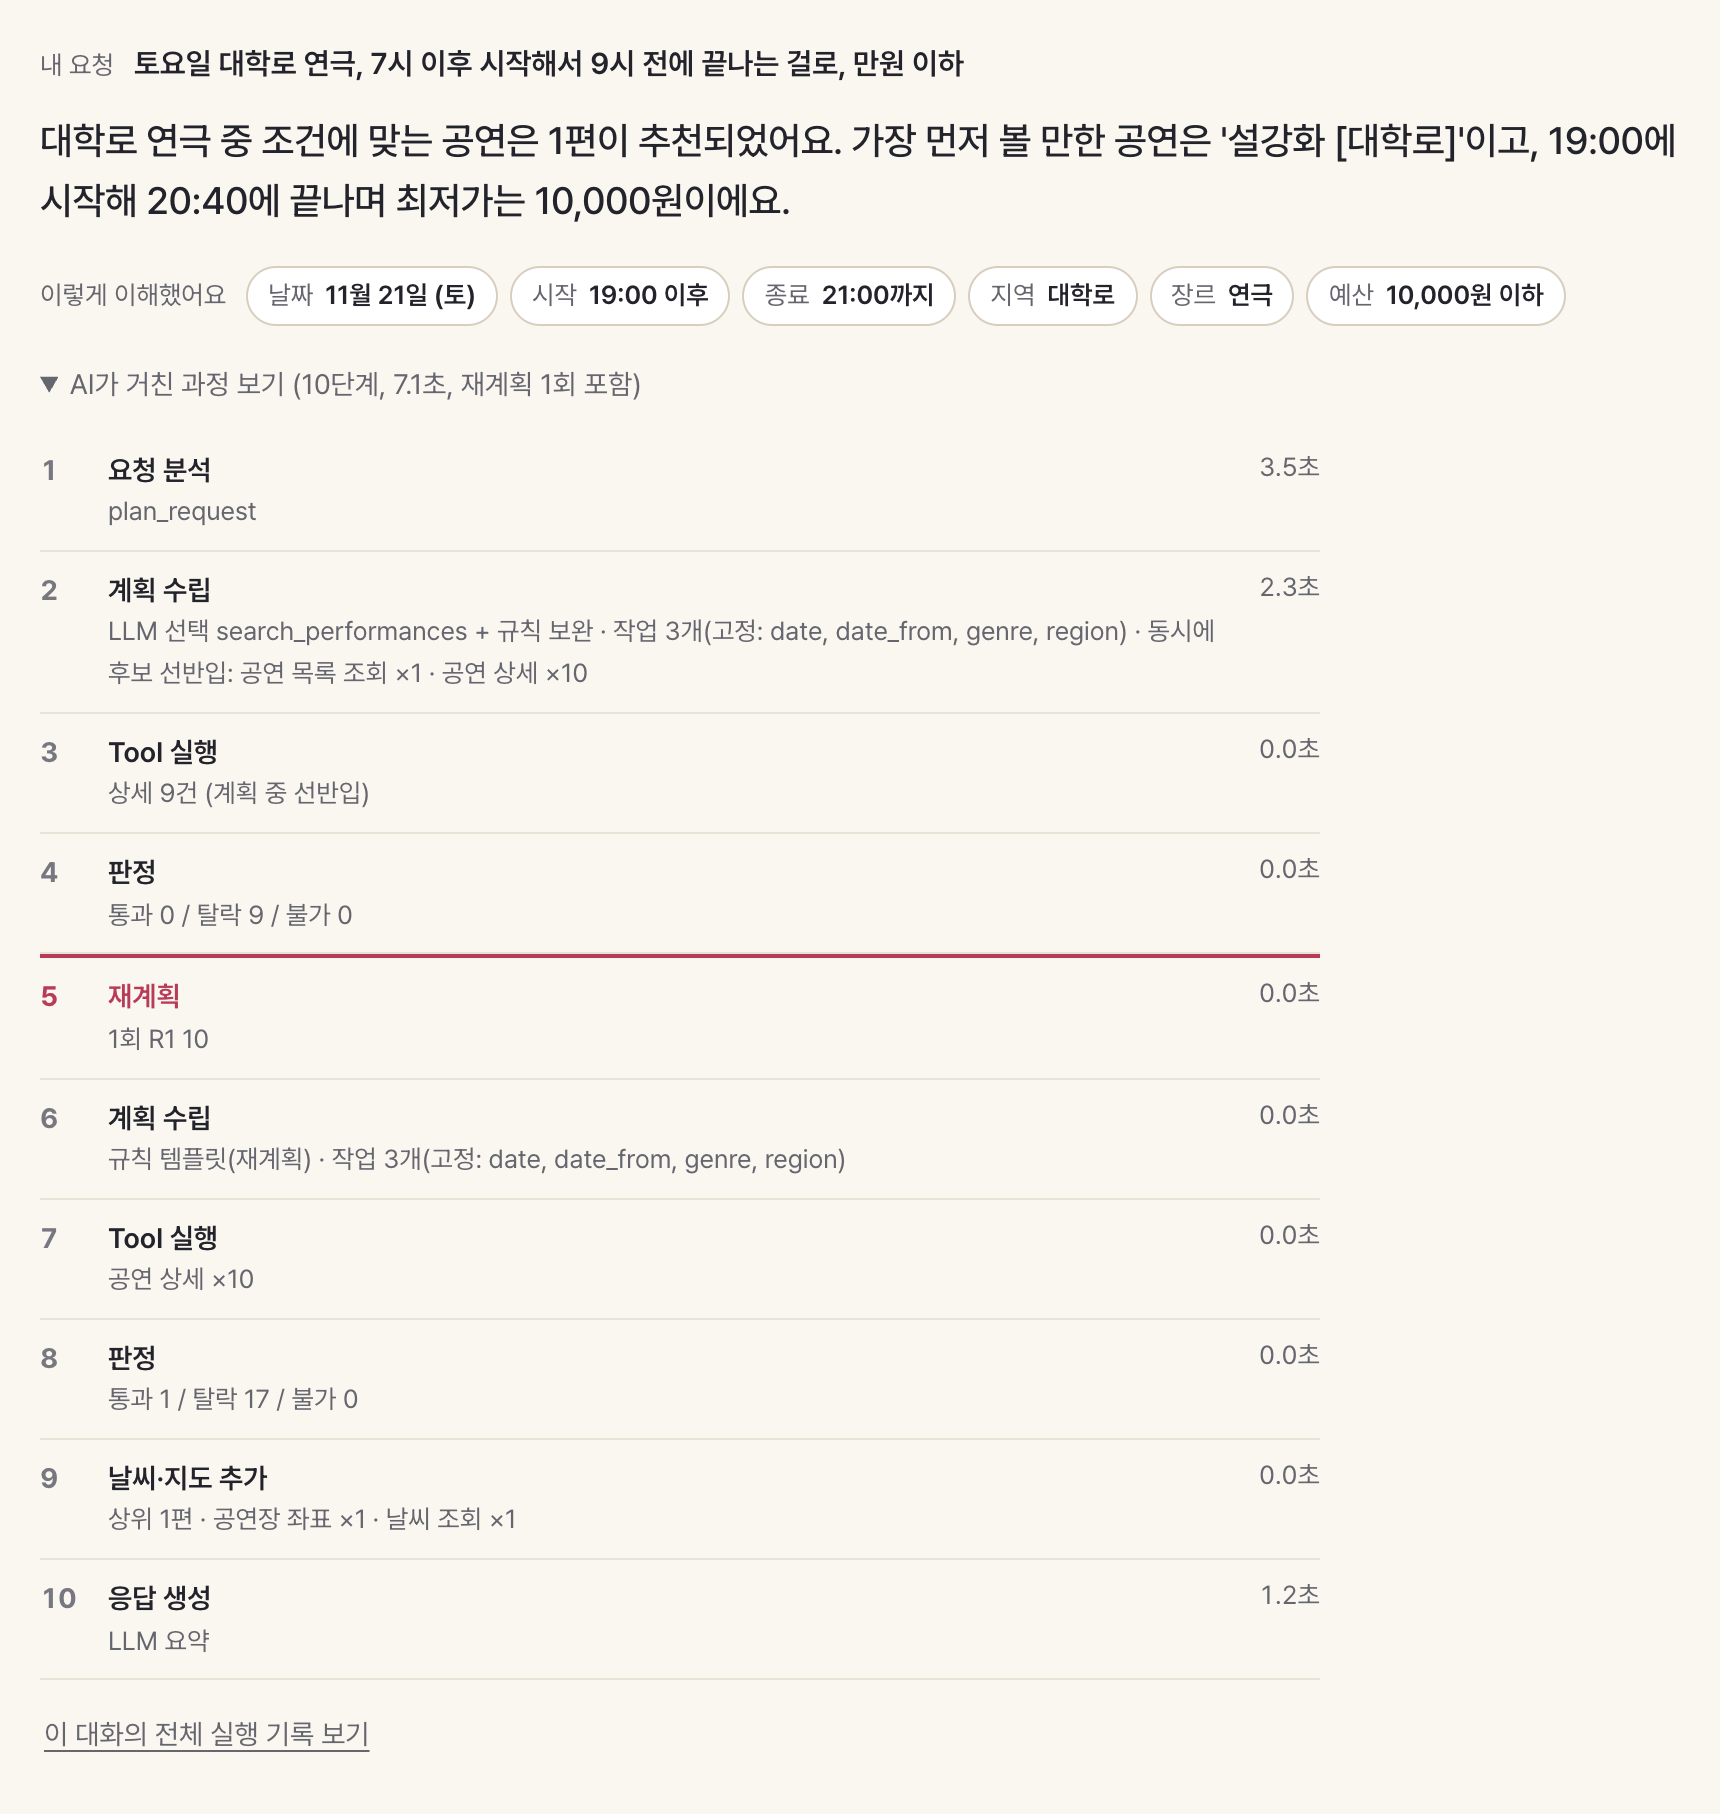 내 요청 토요일 대학로 연극, 7시 이후 시작해서 9시 전에 끝나는 걸로, 만원 이하
대학로 연극 중 조건에 맞는 공연은 1편이 추천되었어요. 가장 먼저 볼 만한 공연은 '설강화 [대학로]'이고, 19:00에
시작해 20:40에 끝나며 최저가는 10,000원이에요.
이렇게 이해했어요 날짜 11월 21일 (토) 시작 19:00 이후 종료 21:00까지 지역 대학로 장르 연극 예산 10,000원 이하
▼ AI가 거친 과정 보기 (10단계, 7.1초, 재계획 1회 포함)
1 요청 분석 3.5초
plan_request
2 계획 수립 2.3초
LLM 선택 search_performances + 규칙 보완 · 작업 3개(고정: date, date_from, genre, region) · 동시에
후보 선반입: 공연 목록 조회 ×1 · 공연 상세 ×10
3 Tool 실행 0.0초
상세 9건 (계획 중 선반입)
4 판정 0.0초
통과 0 / 탈락 9 / 불가 0
5 재계획 0.0초
1회 R1 10
6 계획 수립 0.0초
규칙 템플릿(재계획) · 작업 3개(고정: date, date_from, genre, region)
7 Tool 실행 0.0초
공연 상세 ×10
8 판정 0.0초
통과 1 / 탈락 17 / 불가 0
9 날씨·지도 추가 0.0초
상위 1편 · 공연장 좌표 ×1 · 날씨 조회 ×1
10 응답 생성 1.2초
LLM 요약
이 대화의 전체 실행 기록 보기